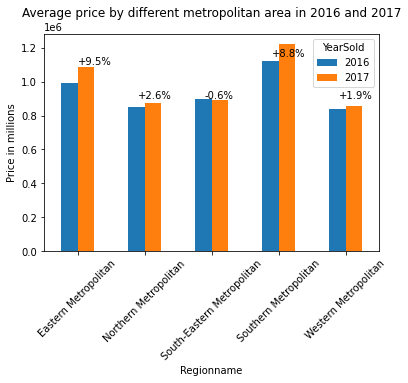 Average price by different metropolitan area in 2016 and 2017
1e6
YearSold
2016
2017
+9.5%
+2.6%
-0.6%
+8.8%
+1.9%
1.2
1.0
0.8
0.6
0.4
0.2
0.0
Price in millions
Eastern Metropolitan
Northern Metropolitan
South-Eastern Metropolitan
Southern Metropolitan
Western Metropolitan
Regionname